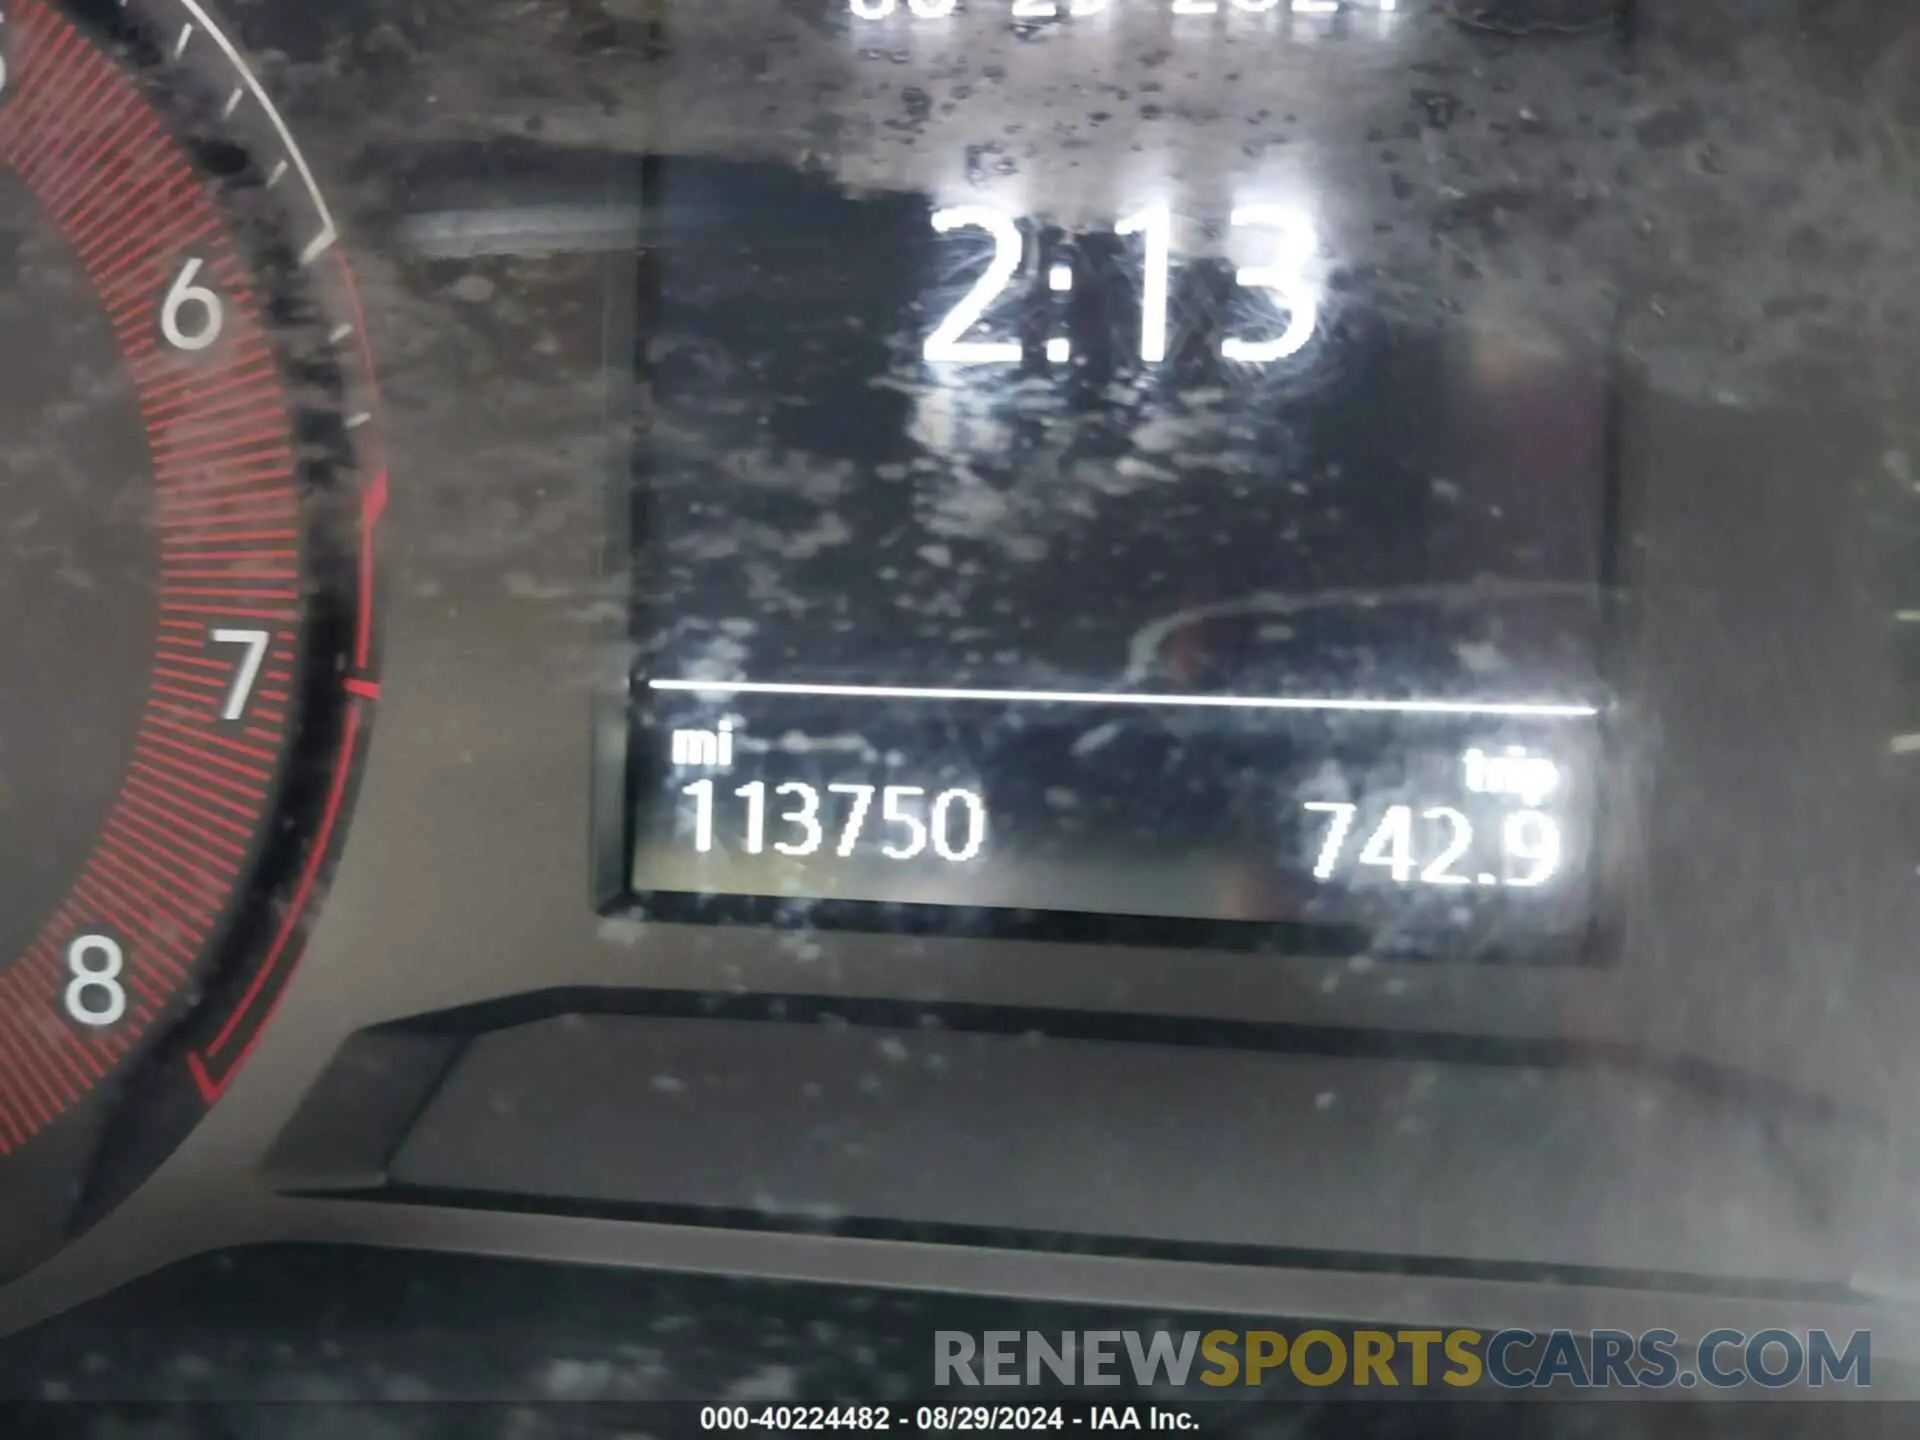 2:13
6
7
8
mi
trip
113750
742.9
RENEWSPORTSCARS.COM
000-40224482 - 08/29/2024 - IAA Inc.